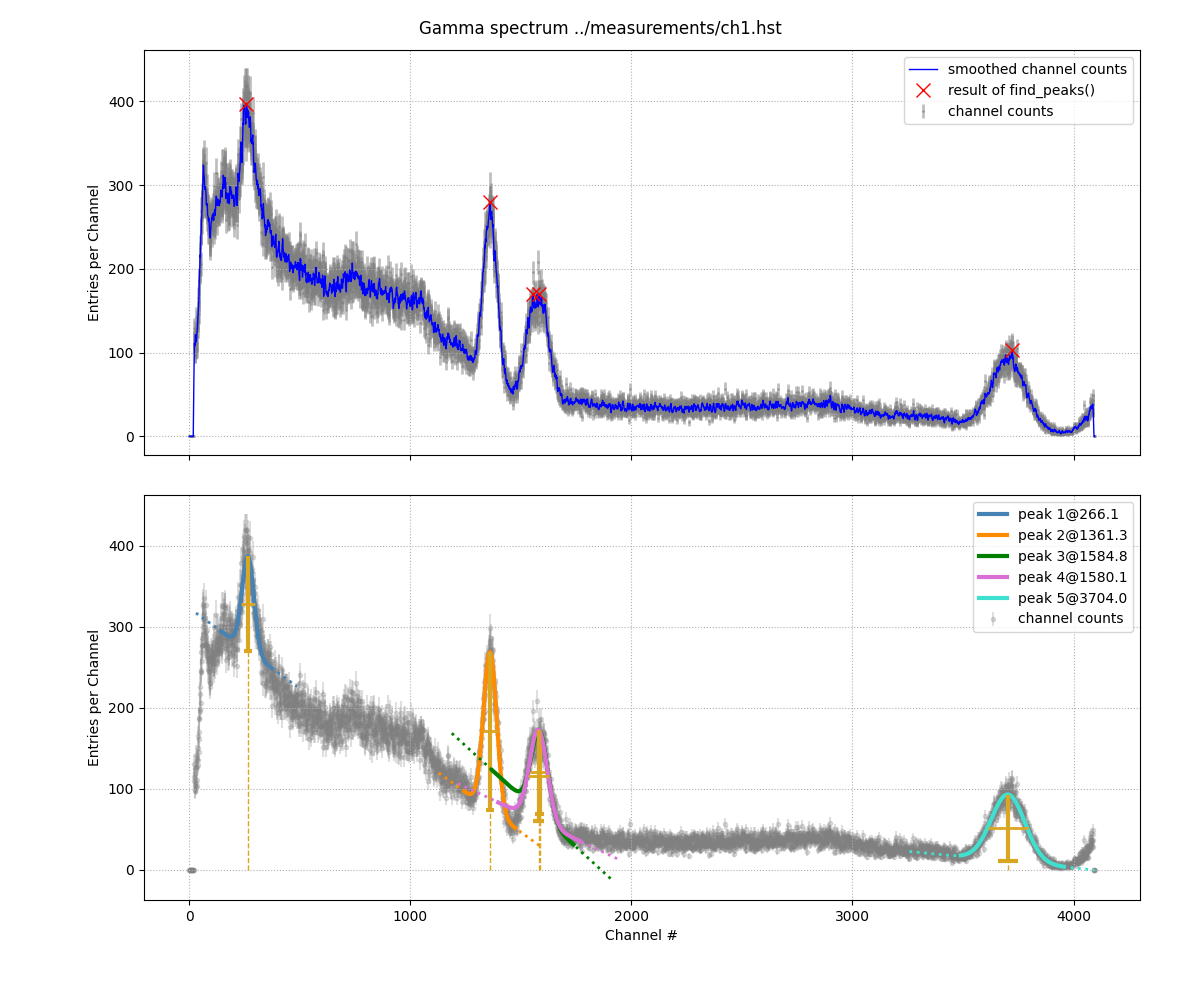 Gamma spectrum ../measurements/ch1.hst
smoothed channel counts
result of find_peaks()
channel counts
Entries per Channel
400
300
200
100
0
peak 1@266.1
peak 2@1361.3
peak 3@1584.8
peak 4@1580.1
peak 5@3704.0
channel counts
Entries per Channel
400
300
200
100
0
0 1000 2000 3000 4000
Channel #